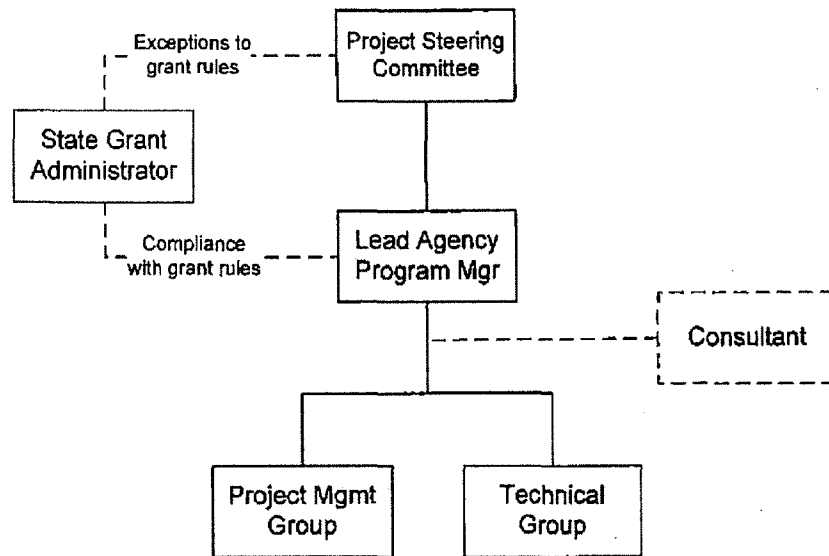 Exceptions to
grant rules
Project Steering
Committee
State Grant
Administrator
Compliance
with grant rules
Lead Agency
Program Mgr
Consultant
Project Mgmt
Group
Technical
Group